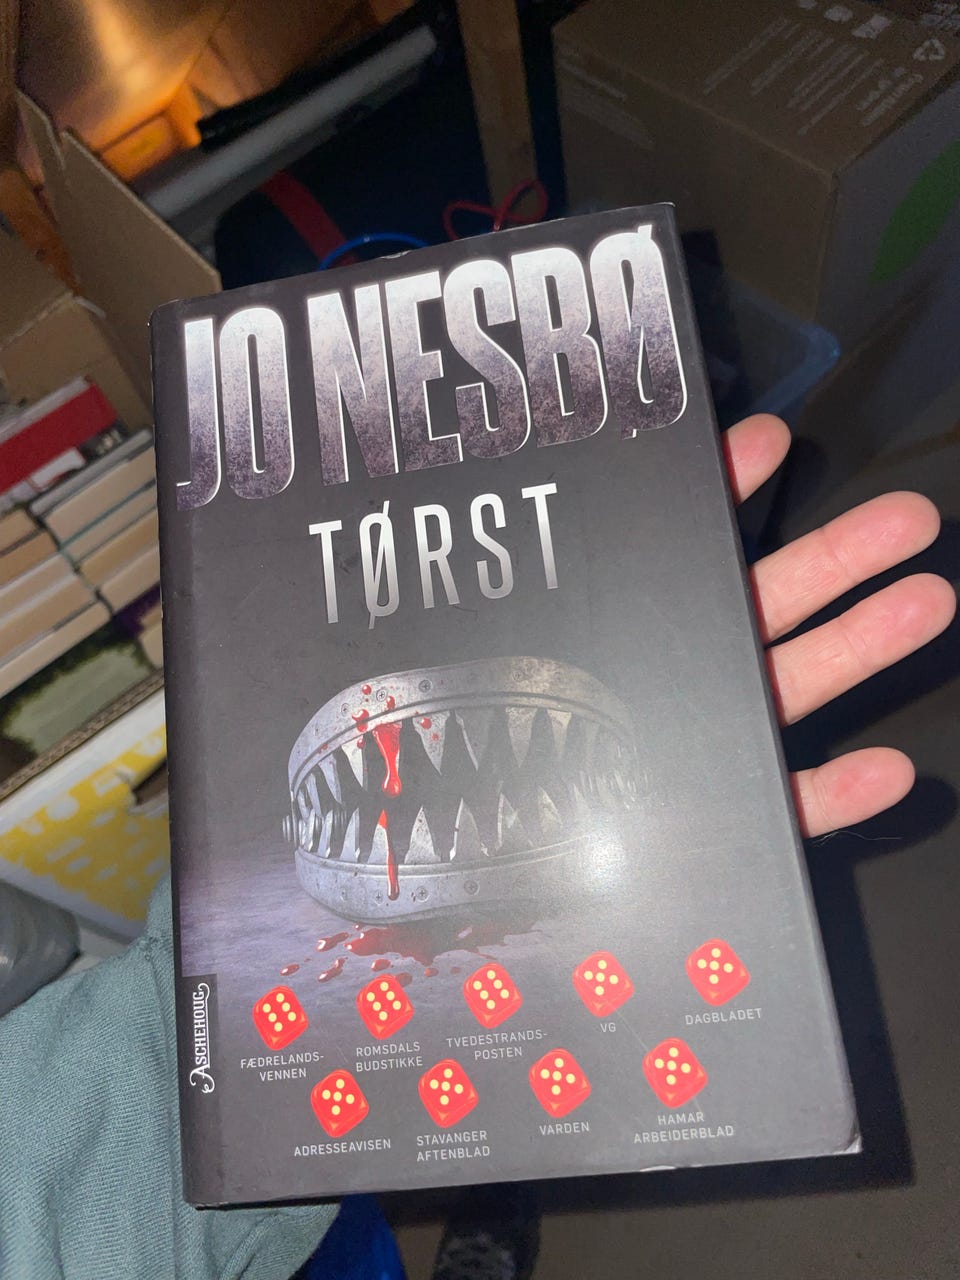 JO NESBØ
TØRST
ASCHEHOUG
FÆDRELANDS-
VENNEN
ROMSDALS
BUDSTIKKE
TVEDESTRANDS-
POSTEN
VG
DAGBLADET
ADRESSEAVISEN
STAVANGER
AFTENBLAD
VARDEN
HAMAR
ARBEIDERBLAD